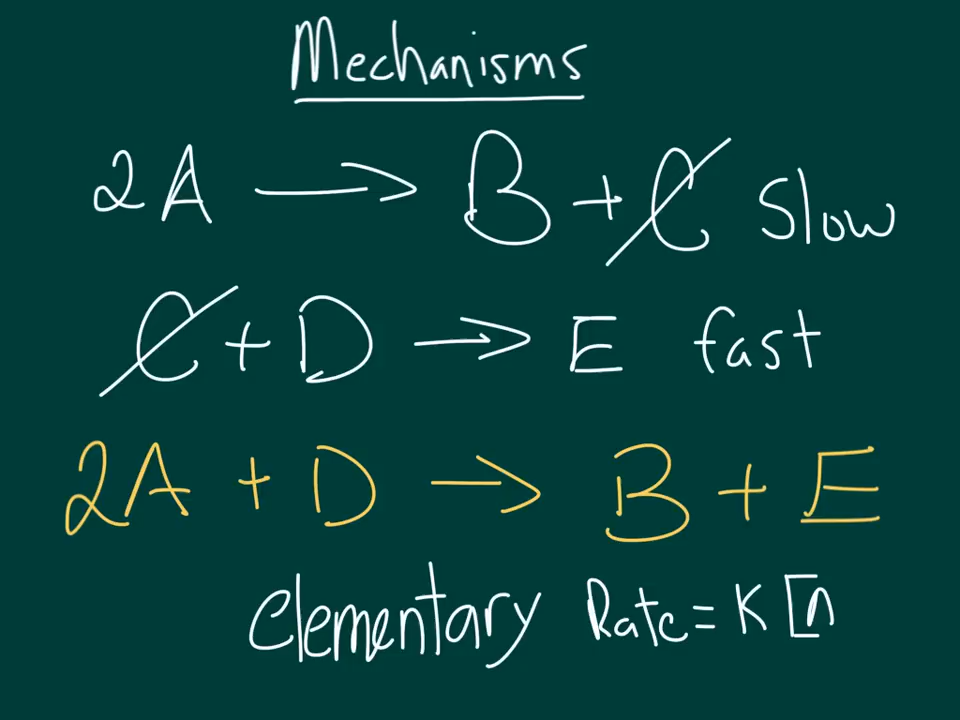 Mechanisms
2A → B + C Slow
C + D → E fast
2A + D → B + E
elementary Rate = K [